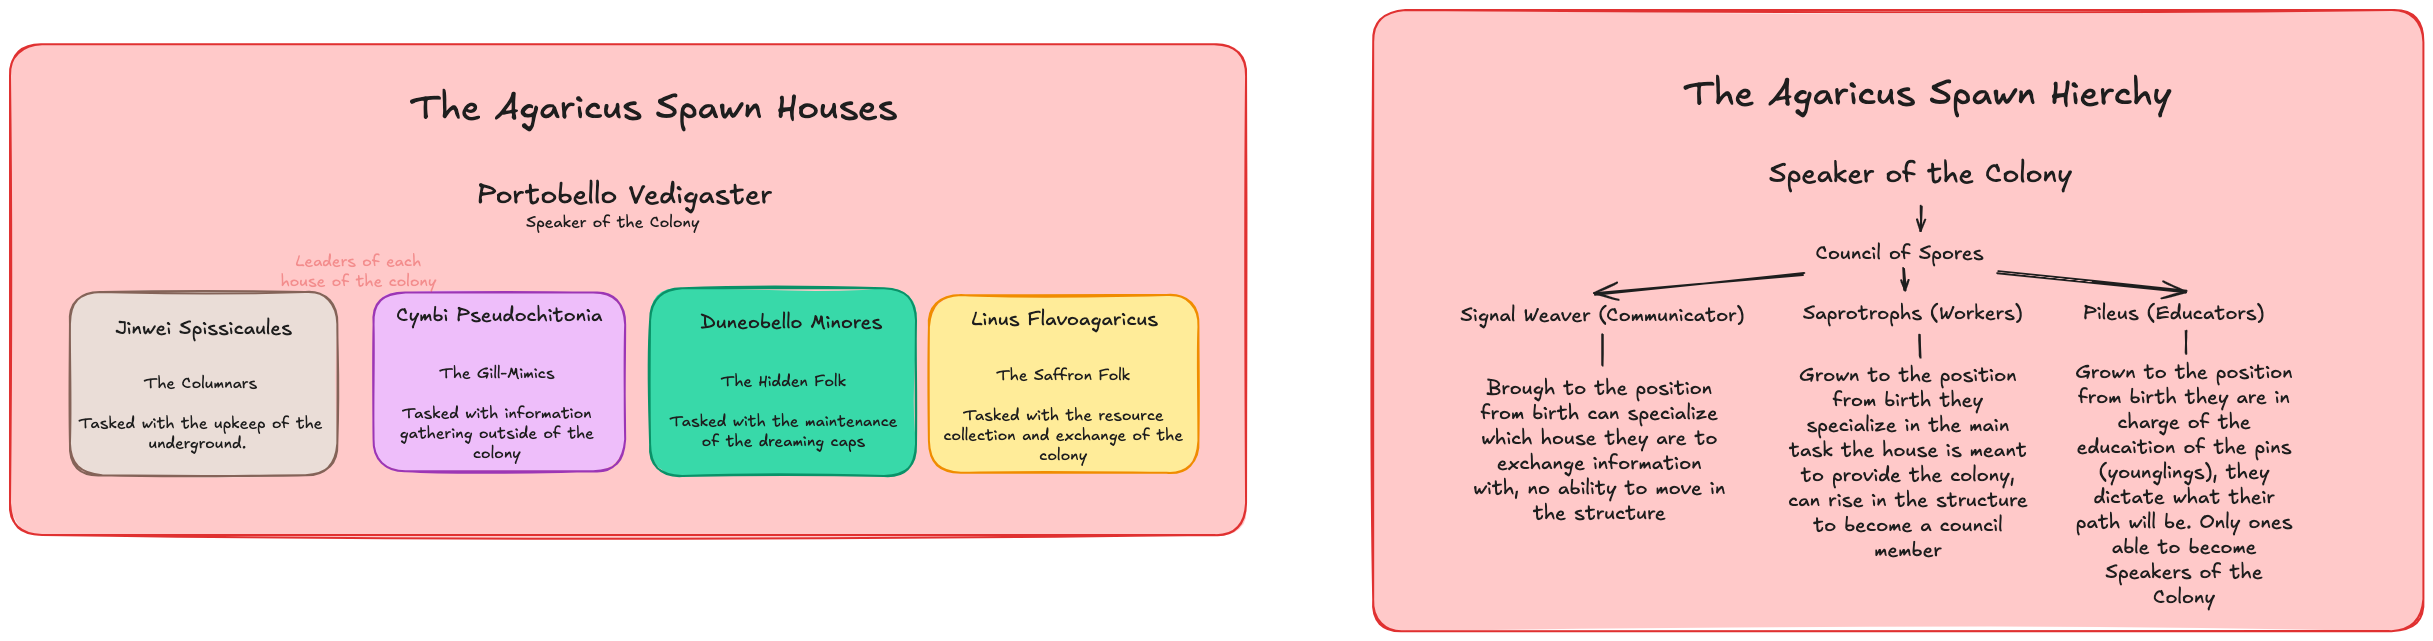 The Agaricus Spawn Houses
Portobello Vedigaster
Speaker of the Colony
Leaders of each
house of the colony
Jinwei Spissicaules
The Columnars
Tasked with the upkeep of the
underground.
Cymbi Pseudochitonia
The Gill-Mimics
Tasked with information
gathering outside of the
colony
Duneobello Minores
The Hidden Folk
Tasked with the maintenance
of the dreaming caps
Linus Flavoagaricus
The Saffron Folk
Tasked with the resource
collection and exchange of the
colony
The Agaricus Spawn Hierchy
Speaker of the Colony
Council of Spores
Signal Weaver (Communicator)
Brough to the position
from birth can specialize
which house they are to
exchange information
with, no ability to move in
the structure
Saprotrophs (Workers)
Grown to the position
from birth they
specialize in the main
task the house is meant
to provide the colony,
can rise in the structure
to become a council
member
Pileus (Educators)
Grown to the position
from birth they are in
charge of the
educaition of the pins
(younglings), they
dictate what their
path will be. Only ones
able to become
Speakers of the
Colony